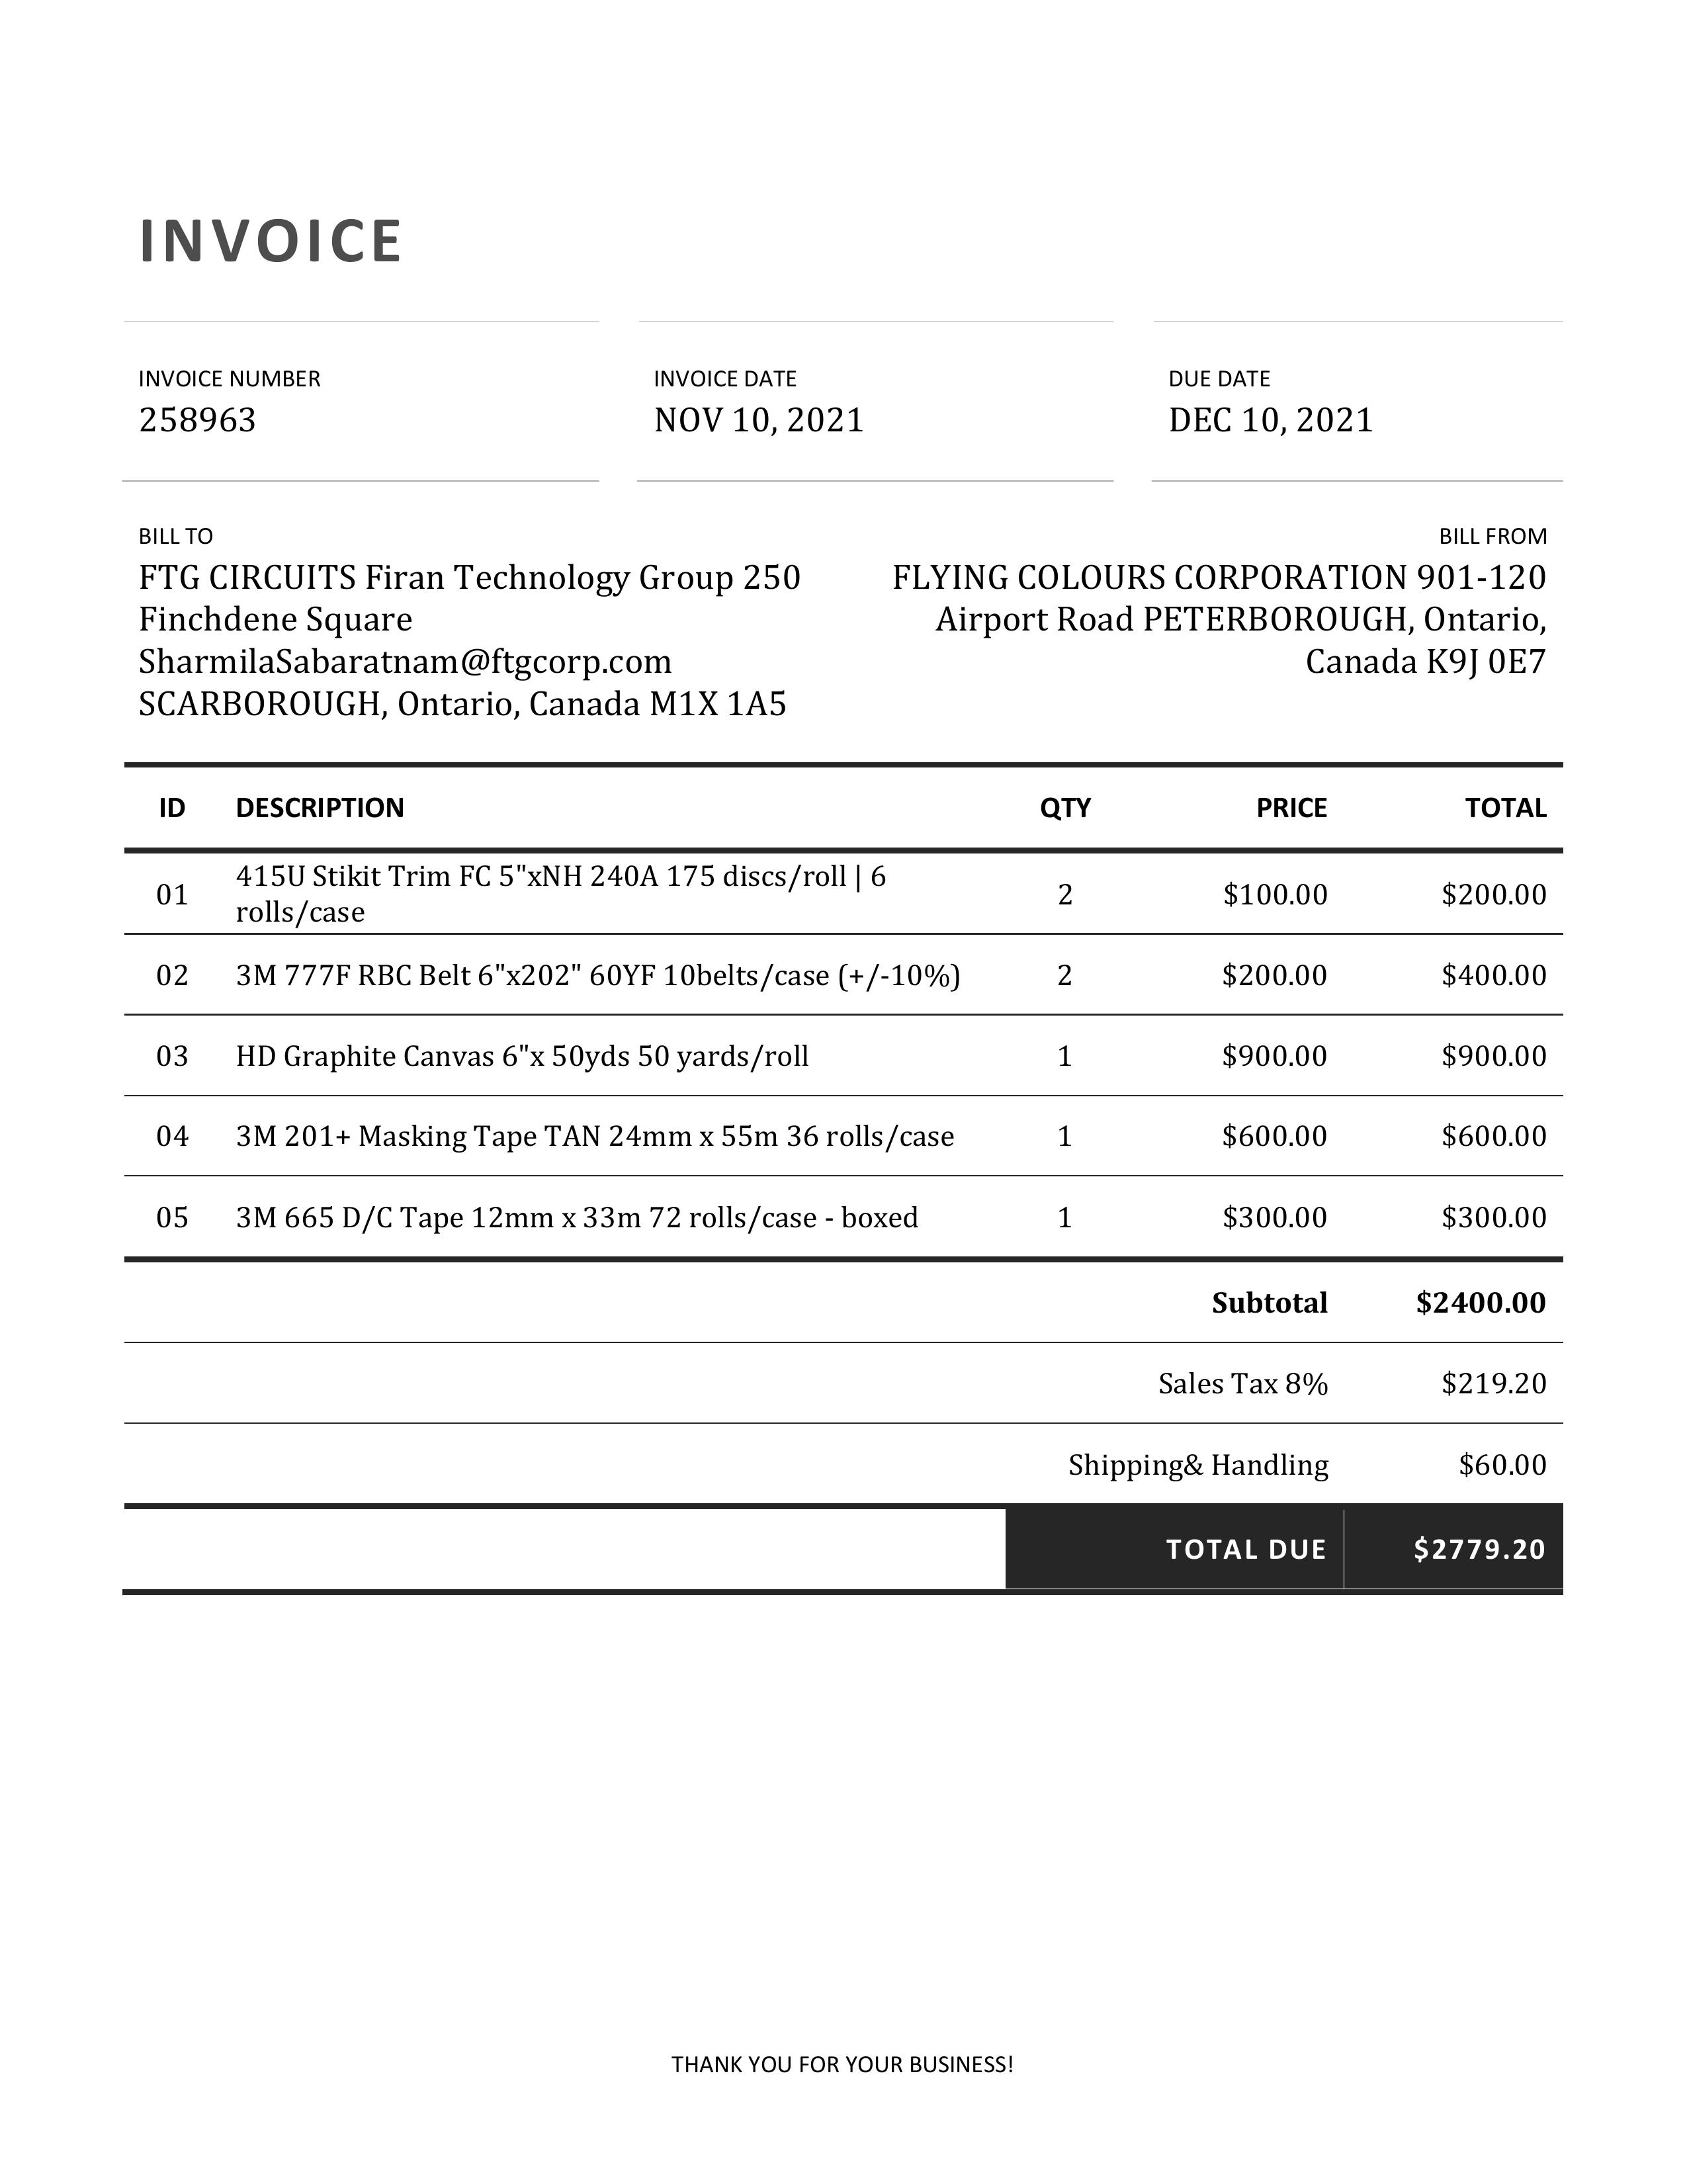 INVOICE
INVOICE NUMBER
258963
INVOICE DATE
NOV 10, 2021
DUE DATE
DEC 10, 2021
BILL TO
FTG CIRCUITS Firan Technology Group 250
Finchdene Square
SharmilaSabaratnam@ftgcorp.com
SCARBOROUGH, Ontario, Canada M1X 1A5
BILL FROM
FLYING COLOURS CORPORATION 901-120
Airport Road PETERBOROUGH, Ontario,
Canada K9J 0E7
ID DESCRIPTION QTY PRICE TOTAL
01 415U Stikit Trim FC 5"xNH 240A 175 discs/roll | 6
rolls/case 2 $100.00 $200.00
02 3M 777F RBC Belt 6"x202" 60YF 10belts/case (+/-10%) 2 $200.00 $400.00
03 HD Graphite Canvas 6"x 50yds 50 yards/roll 1 $900.00 $900.00
04 3M 201+ Masking Tape TAN 24mm x 55m 36 rolls/case 1 $600.00 $600.00
05 3M 665 D/C Tape 12mm x 33m 72 rolls/case - boxed 1 $300.00 $300.00
Subtotal $2400.00
Sales Tax 8% $219.20
Shipping& Handling $60.00
TOTAL DUE $2779.20
THANK YOU FOR YOUR BUSINESS!